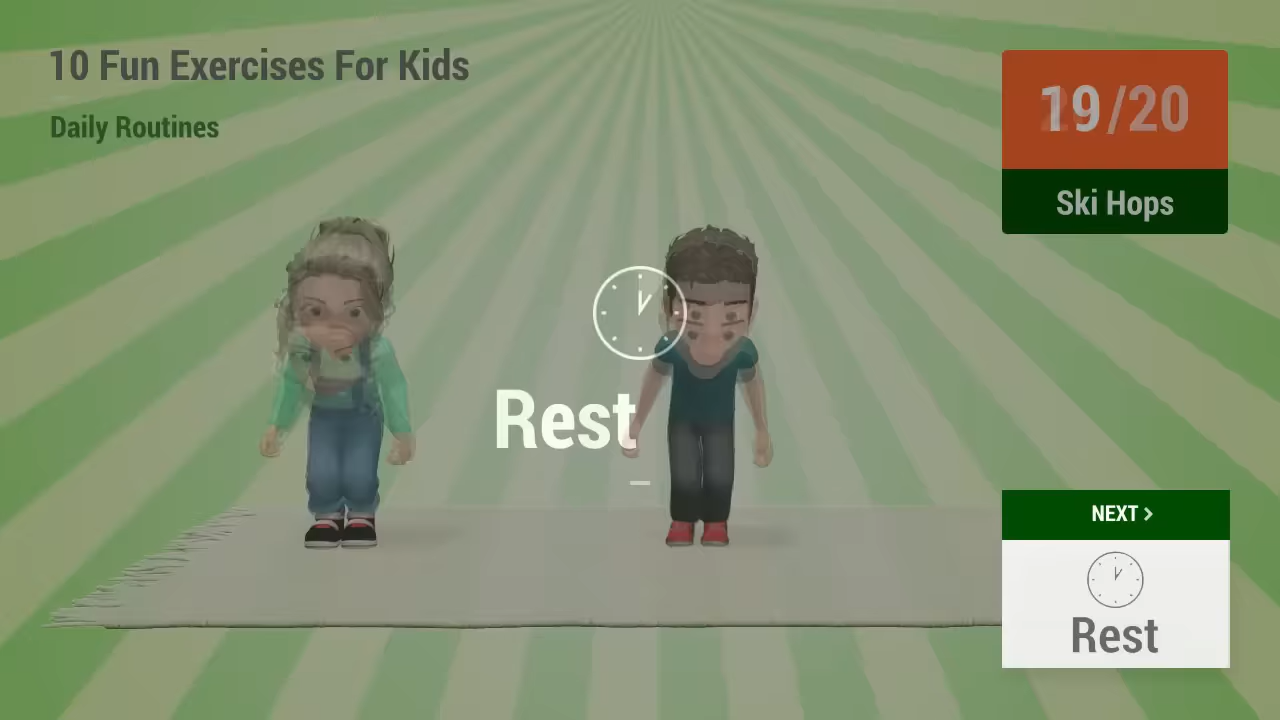 10 Fun Exercises For Kids
Daily Routines
19/20
Ski Hops
Rest
NEXT >
Rest